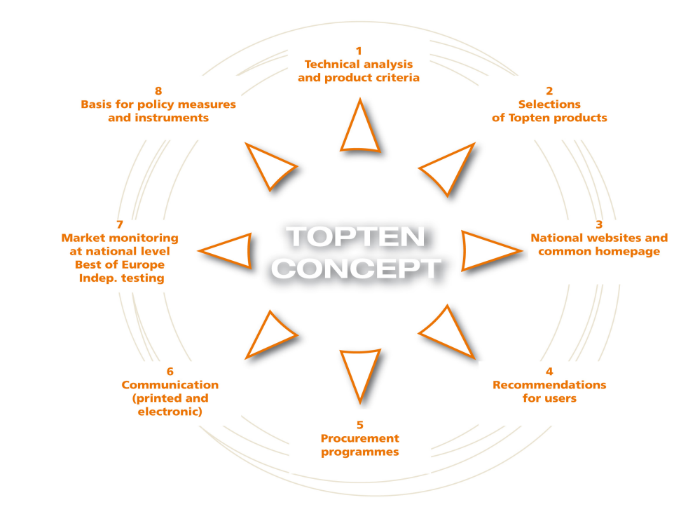 1
Technical analysis
and product criteria
2
Selections
of Topten products
3
National websites and
common homepage
4
Recommendations
for users
5
Procurement
programmes
6
Communication
(printed and
electronic)
7
Market monitoring
at national level
Best of Europe
Indep. testing
8
Basis for policy measures
and instruments
TOPTEN
CONCEPT